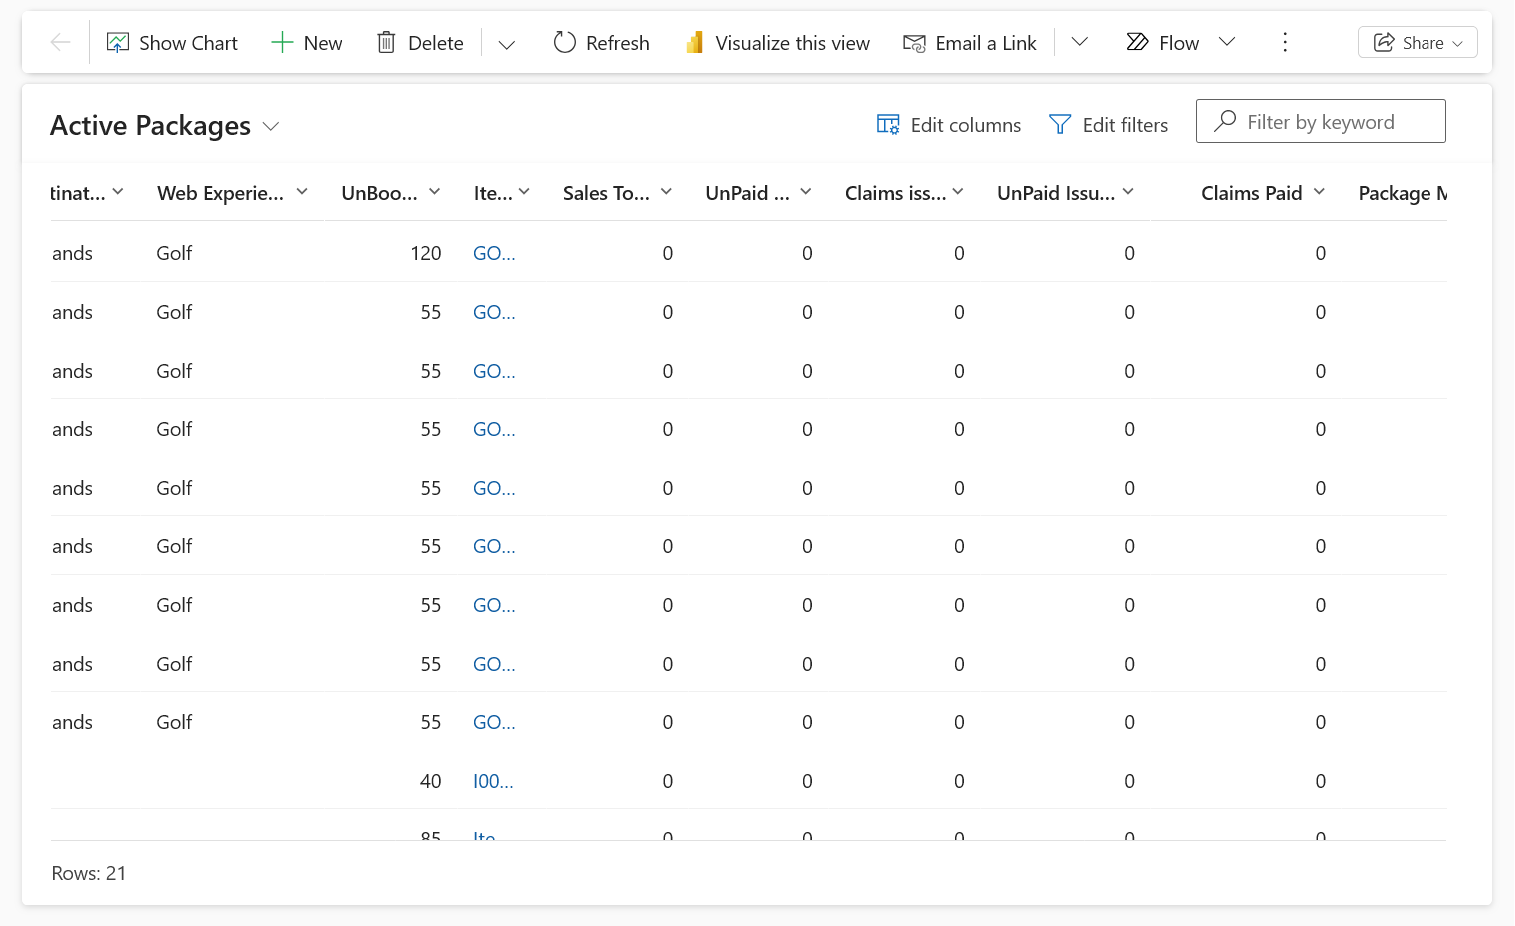 Show Chart New Delete Refresh Visualize this view Email a Link Flow Share
Active Packages Edit columns Edit filters Filter by keyword
tinat... Web Experie... UnBoo... Ite... Sales To... UnPaid ... Claims iss... UnPaid Issu... Claims Paid Package M
ands Golf 120 GO... 0 0 0 0 0
ands Golf 55 GO... 0 0 0 0 0
ands Golf 55 GO... 0 0 0 0 0
ands Golf 55 GO... 0 0 0 0 0
ands Golf 55 GO... 0 0 0 0 0
ands Golf 55 GO... 0 0 0 0 0
ands Golf 55 GO... 0 0 0 0 0
ands Golf 55 GO... 0 0 0 0 0
ands Golf 55 GO... 0 0 0 0 0
40 I00... 0 0 0 0 0
85 Ite 0 0 0 0 0
Rows: 21